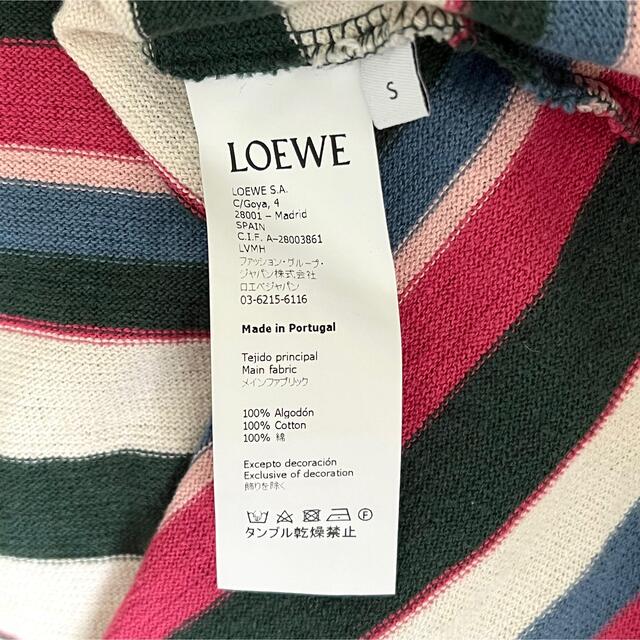 S
LOEWE
LOEWE S.A.
C/Goya, 4
28001 – Madrid
SPAIN
C.I.F. A-28003861
LVMH
ファッション・グループ・
ジャパン株式会社
ロエベジャパン
03-6215-6116
Made in Portugal
Tejido principal
Main fabric
メインファブリック
100% Algodón
100% Cotton
100% 綿
Excepto decoración
Exclusive of decoration
飾りを除く
F
タンブル乾燥禁止